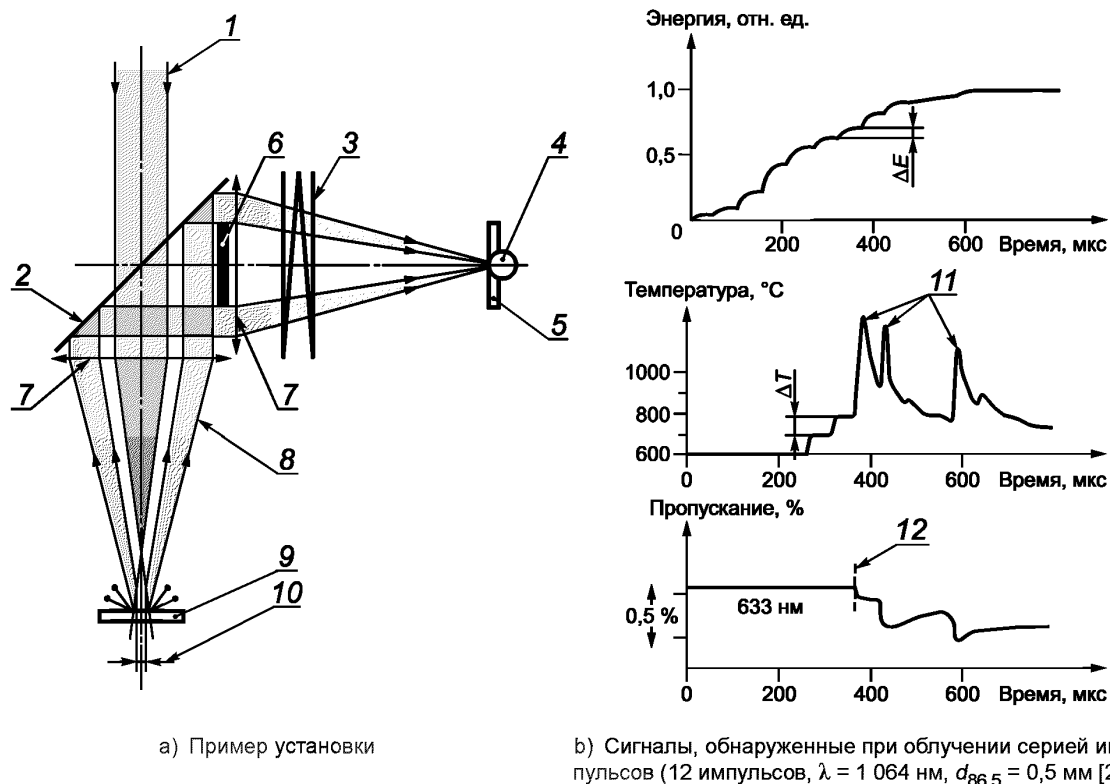 1
6
3
4
2
5
7
7
8
9
10
a) Пример установки
Энергия, отн. ед.
1,0
0,5
ΔE
0
200
400
600
Время, мкс
Температура, °С
11
1000
ΔT
800
600
0
200
400
600
Время, мкс
Пропускание, %
12
0,5 %
633 нм
0
200
400
600
Время, мкс
b) Сигналы, обнаруженные при облучении серией им
пульсов (12 импульсов, λ = 1 064 нм, d86,5 = 0,5 мм [2